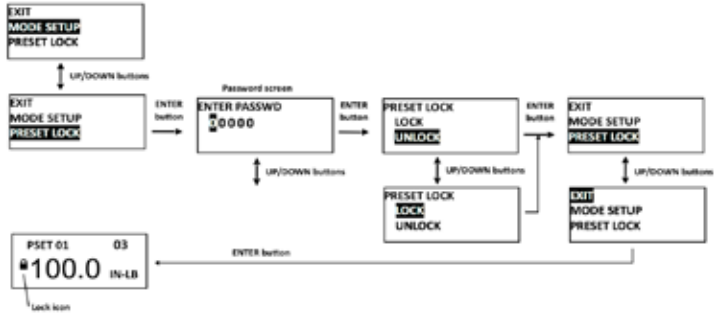 EXIT
MODE SETUP
PRESET LOCK
UP/DOWN buttons
EXIT
MODE SETUP
PRESET LOCK
ENTER
button
Password screen
ENTER PASSWD
00000
UP/DOWN buttons
ENTER
button
PRESET LOCK
LOCK
UNLOCK
UP/DOWN buttons
PRESET LOCK
LOCK
UNLOCK
ENTER
button
EXIT
MODE SETUP
PRESET LOCK
UP/DOWN buttons
EXIT
MODE SETUP
PRESET LOCK
ENTER button
PSET 01 03
100.0 IN-LB
Lock icon